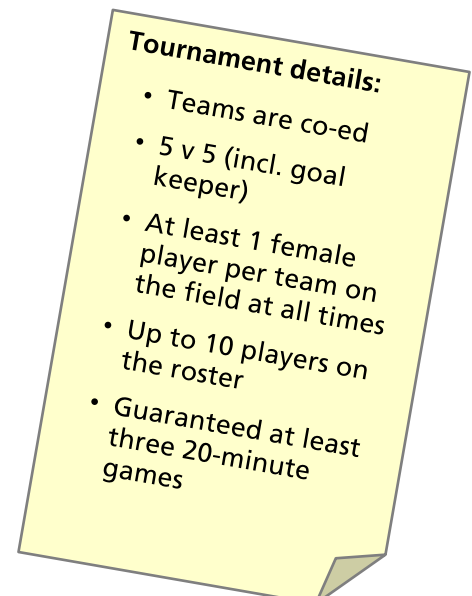 Tournament details:
• Teams are co-ed
• 5 v 5 (incl. goal
keeper)
• At least 1 female
player per team on
the field at all times
• Up to 10 players on
the roster
• Guaranteed at least
three 20-minute
games